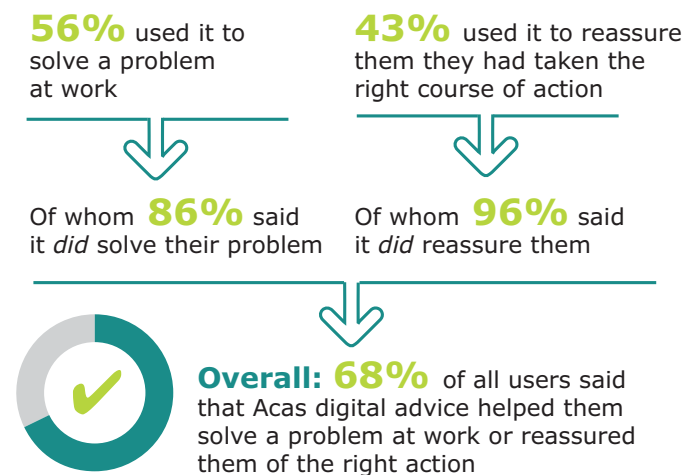 56% used it to
solve a problem
at work
43% used it to reassure
them they had taken the
right course of action
Of whom 86% said
it did solve their problem
Of whom 96% said
it did reassure them
Overall: 68% of all users said
that Acas digital advice helped them
solve a problem at work or reassured
them of the right action